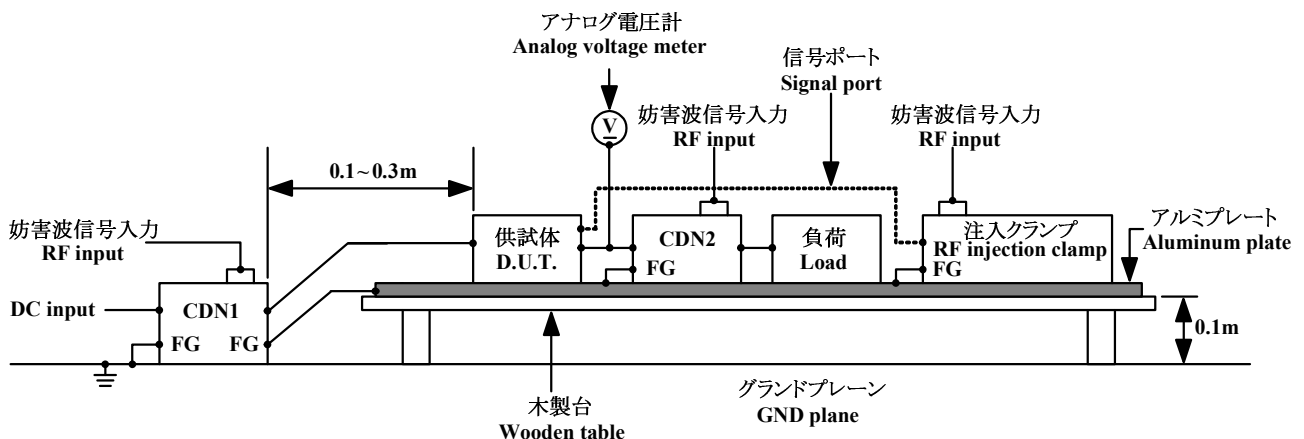 アナログ電圧計
Analog voltage meter
信号ポート
Signal port
妨害波信号入力
RF input
妨害波信号入力
RF input
V
0.1~0.3m
妨害波信号入力
RF input
供試体
D.U.T.
CDN2
FG
負荷
Load
注入クランプ
RF injection clamp
FG
アルミプレート
Aluminum plate
DC input
CDN1
FG
FG
0.1m
木製台
Wooden table
グランドプレーン
GND plane